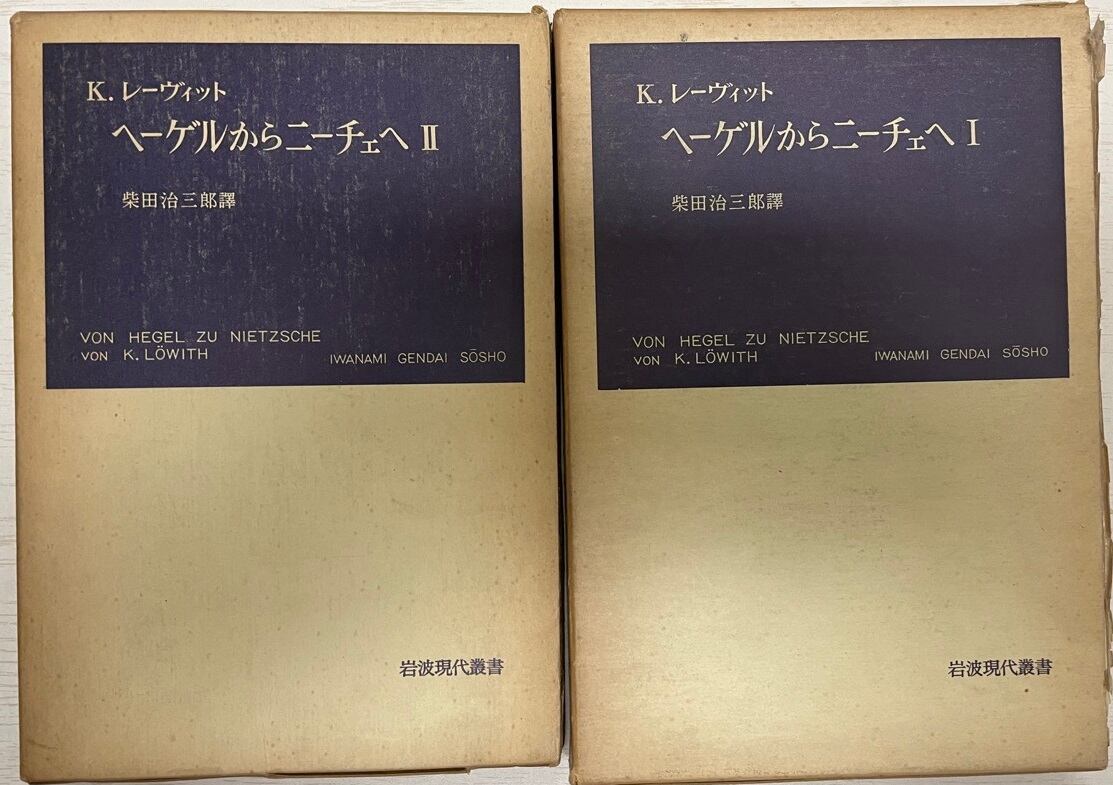 K. レーヴィット
ヘーゲルからニーチェへ II
柴田治三郎譯
VON HEGEL ZU NIETZSCHE
VON K. LÖWITH
IWANAMI GENDAI SŌSHO
岩波現代叢書
K. レーヴィット
ヘーゲルからニーチェへ I
柴田治三郎譯
VON HEGEL ZU NIETZSCHE
VON K. LÖWITH
IWANAMI GENDAI SŌSHO
岩波現代叢書